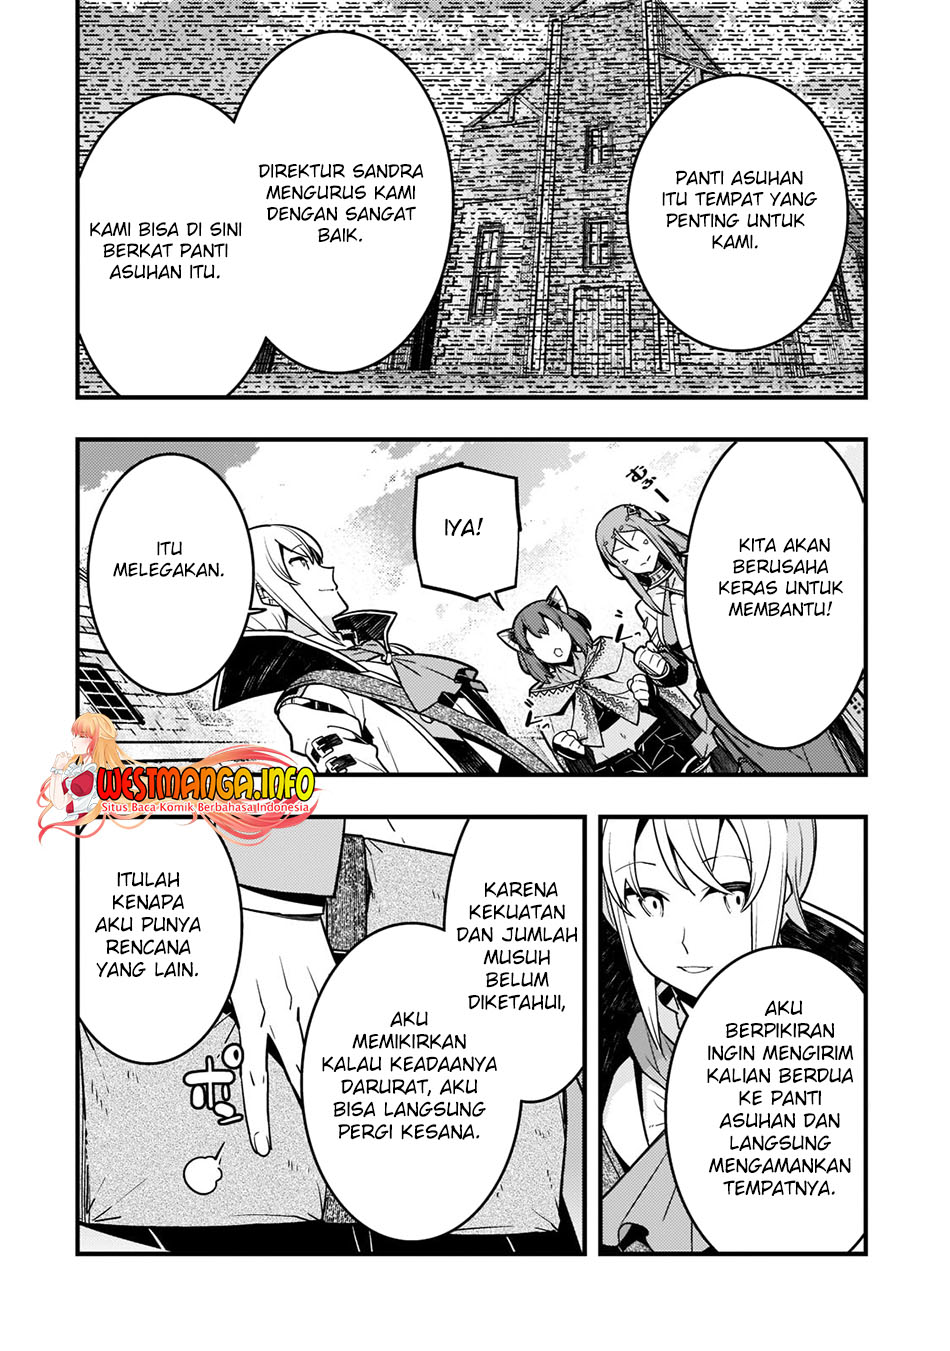 PANTI ASUHAN
ITU TEMPAT YANG
PENTING UNTUK
KAMI.
DIREKTUR SANDRA
MENGURUS KAMI
DENGAN SANGAT
BAIK.
KAMI BISA DI SINI
BERKAT PANTI
ASUHAN ITU.
KITA AKAN
BERUSAHA
KERAS UNTUK
MEMBANTU!
むふー
IYA!
ITU
MELEGAKAN.
WESTMANGA.INFO
Situs Baca Komik Berbahasa Indonesia
AKU
BERPIKIRAN
INGIN MENGIRIM
KALIAN BERDUA
KE PANTI
ASUHAN DAN
LANGSUNG
MENGAMANKAN
TEMPATNYA.
KARENA
KEKUATAN
DAN JUMLAH
MUSUH
BELUM
DIKETAHUI,
AKU
MEMIKIRKAN
KALAU KEADAANYA
DARURAT, AKU
BISA LANGSUNG
PERGI KESANA.
ITULAH
KENAPA
AKU PUNYA
RENCANA
YANG LAIN.